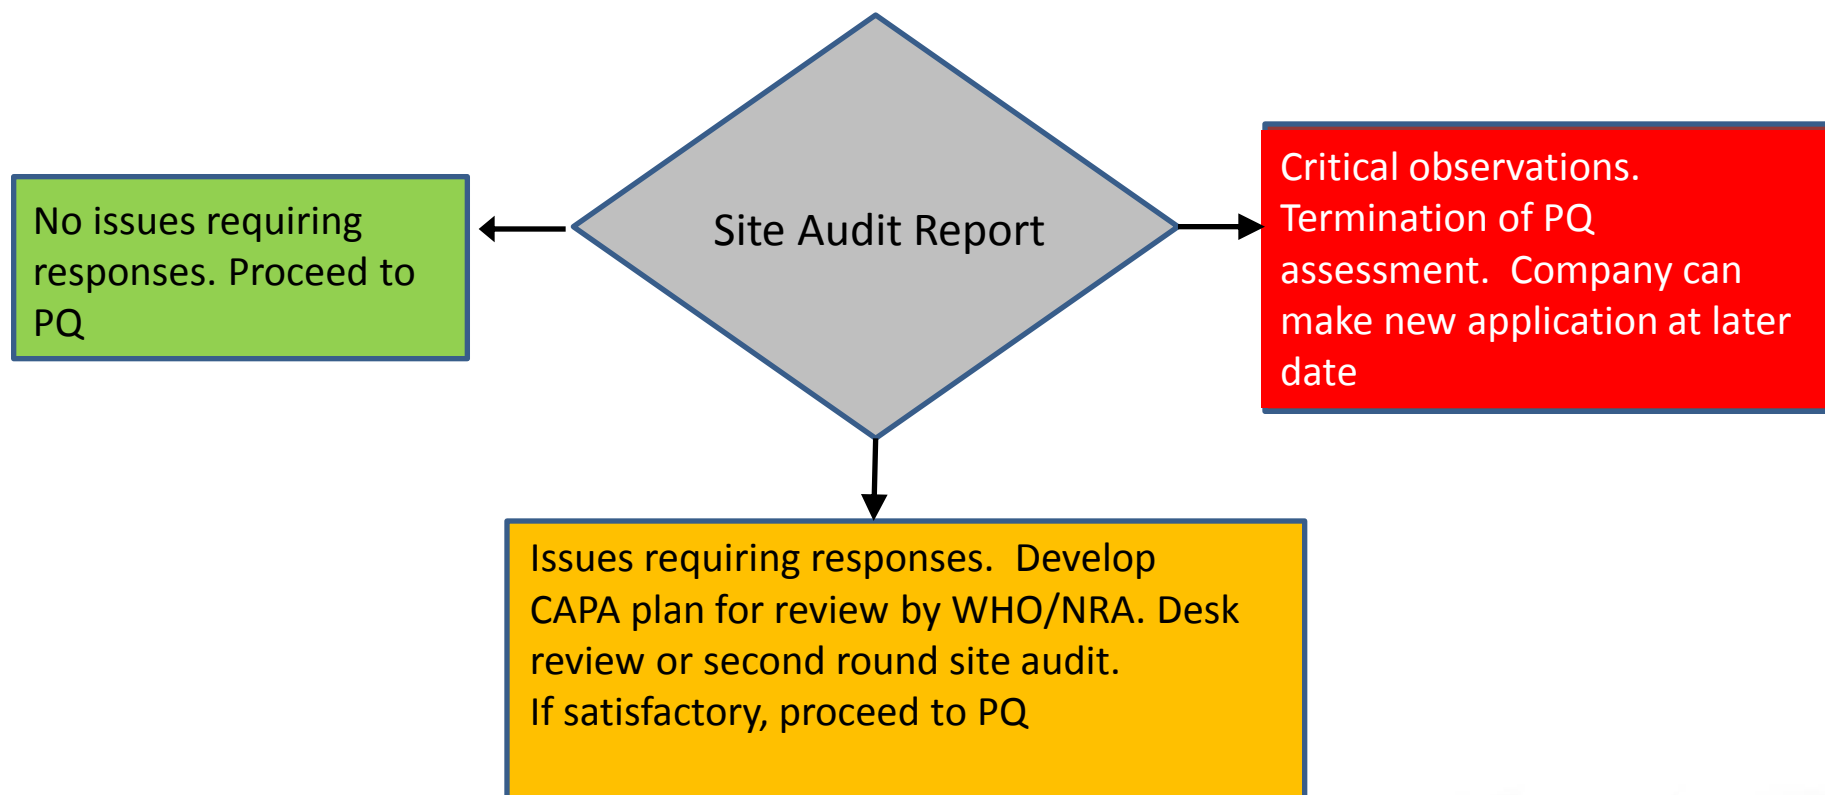 No issues requiring
responses. Proceed to
PQ
Site Audit Report
Critical observations.
Termination of PQ
assessment.  Company can
make new application at later
date
Issues requiring responses.  Develop
CAPA plan for review by WHO/NRA. Desk
review or second round site audit.
If satisfactory, proceed to PQ